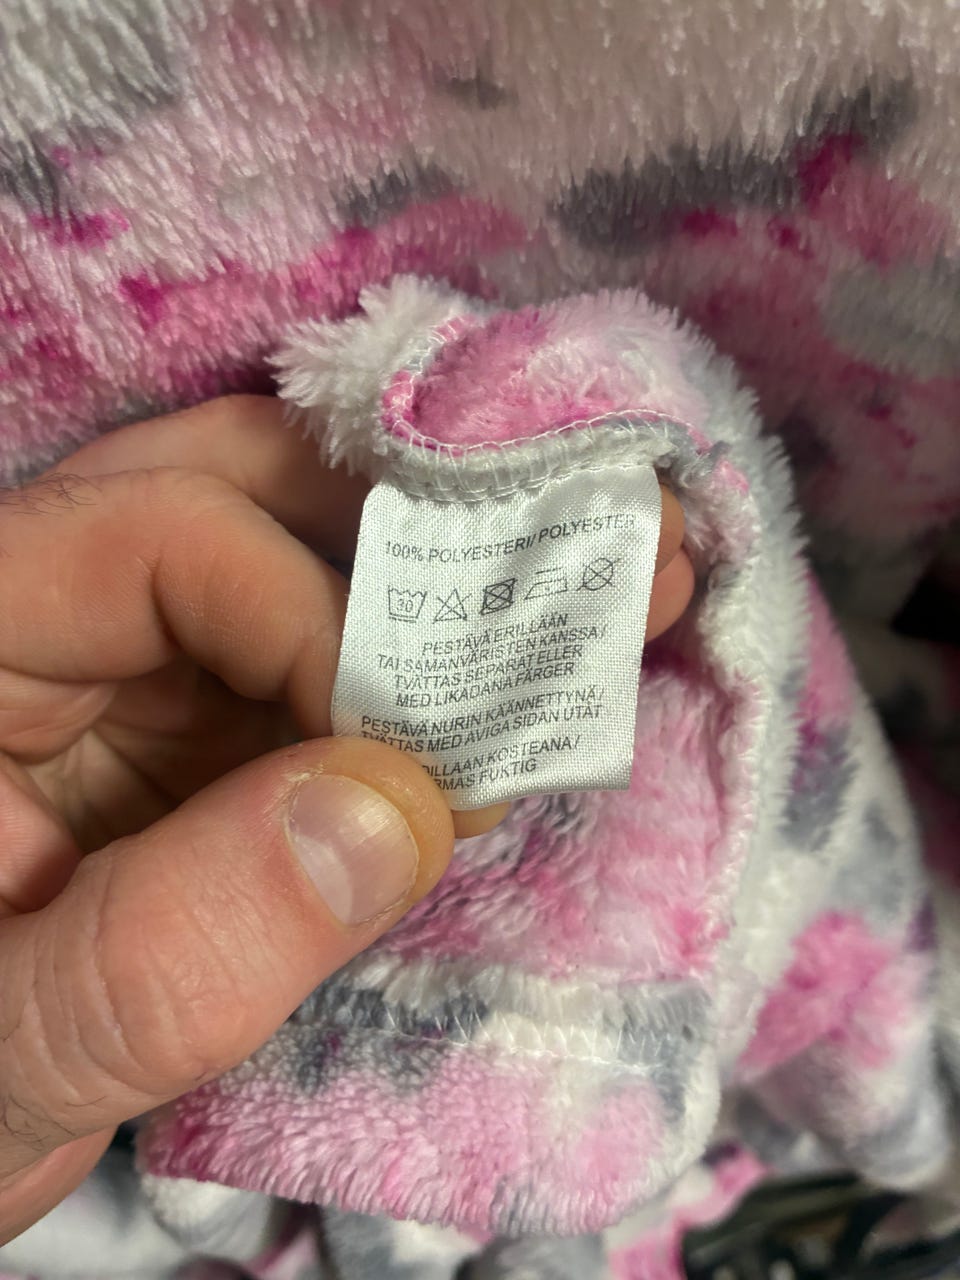 100% POLYESTERI/ POLYESTER
30
PESTÄVÄ ERILLÄÄN
TAI SAMANVÄRISTEN KANSSA /
TVÄTTAS SEPARAT ELLER
MED LIKADANA FÄRGER
PESTÄVÄ NURIN KÄÄNNETTYNÄ /
TVÄTTAS MED AVIGA SIDAN UTÅT
KOSTEANA /
FUKTIG